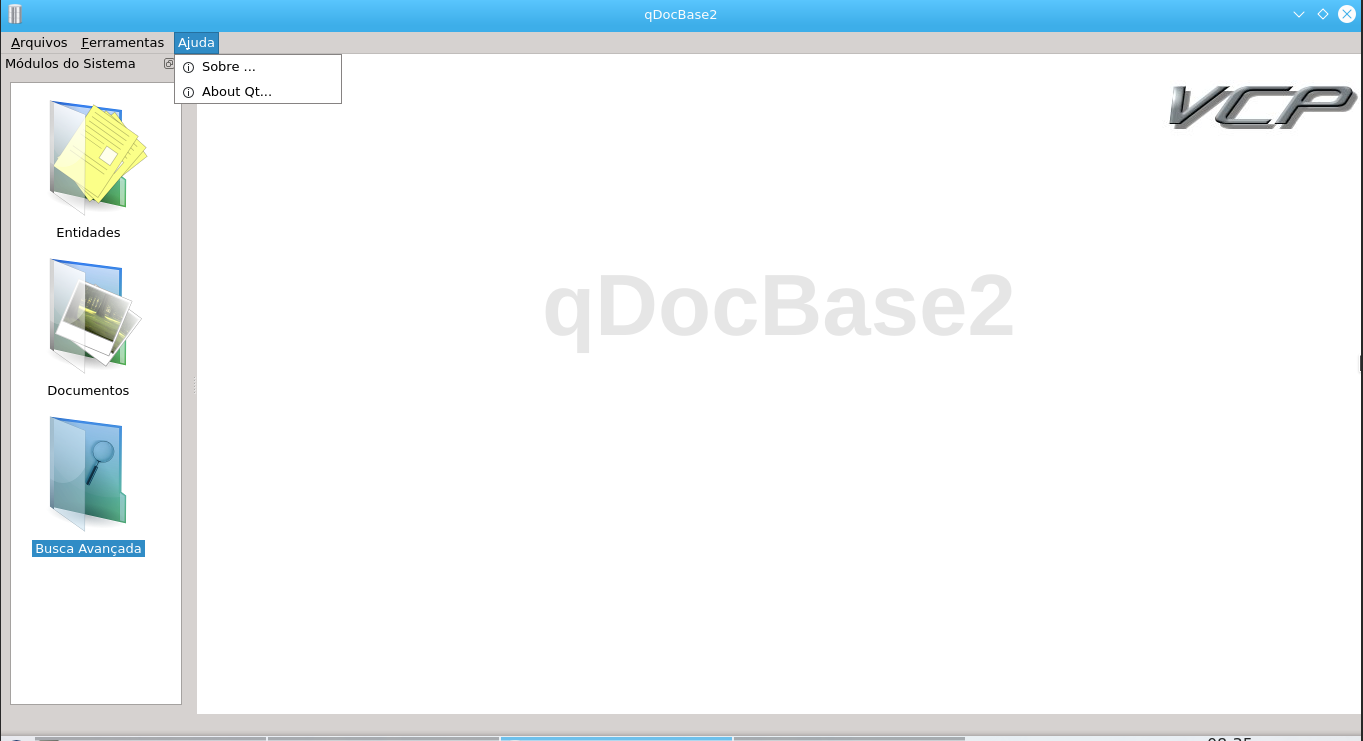 qDocBase2
Arquivos Ferramentas Ajuda
Módulos do Sistema
Sobre ...
About Qt...
VCP
Entidades
qDocBase2
Documentos
Busca Avançada